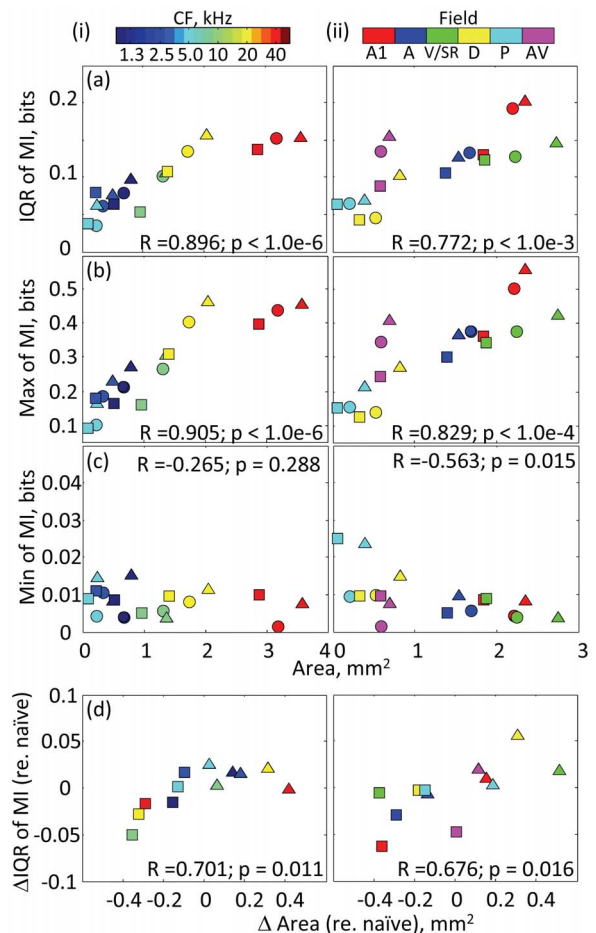 (i) CF, kHz
1.3 2.5 5.0 10 20 40
(ii) Field
A1 A V/SR D P AV
(a)
IQR of MI, bits
0.2
0.1
0
R =0.896; p < 1.0e-6
R =0.772; p < 1.0e-3
(b)
Max of MI, bits
0.5
0.4
0.3
0.2
0.1
R =0.905; p < 1.0e-6
R =0.829; p < 1.0e-4
(c)
R =-0.265; p = 0.288
R =-0.563; p = 0.015
Min of MI, bits
0.04
0.03
0.02
0.01
0
0 1 2 3 4 0 1 2 3
Area, mm²
(d)
ΔIQR of MI (re. naïve)
0.1
0.05
0
-0.05
-0.1
R =0.701; p = 0.011
R =0.676; p = 0.016
-0.4 -0.2 0 0.2 0.4 -0.4 -0.2 0 0.2 0.4
Δ Area (re. naïve), mm²